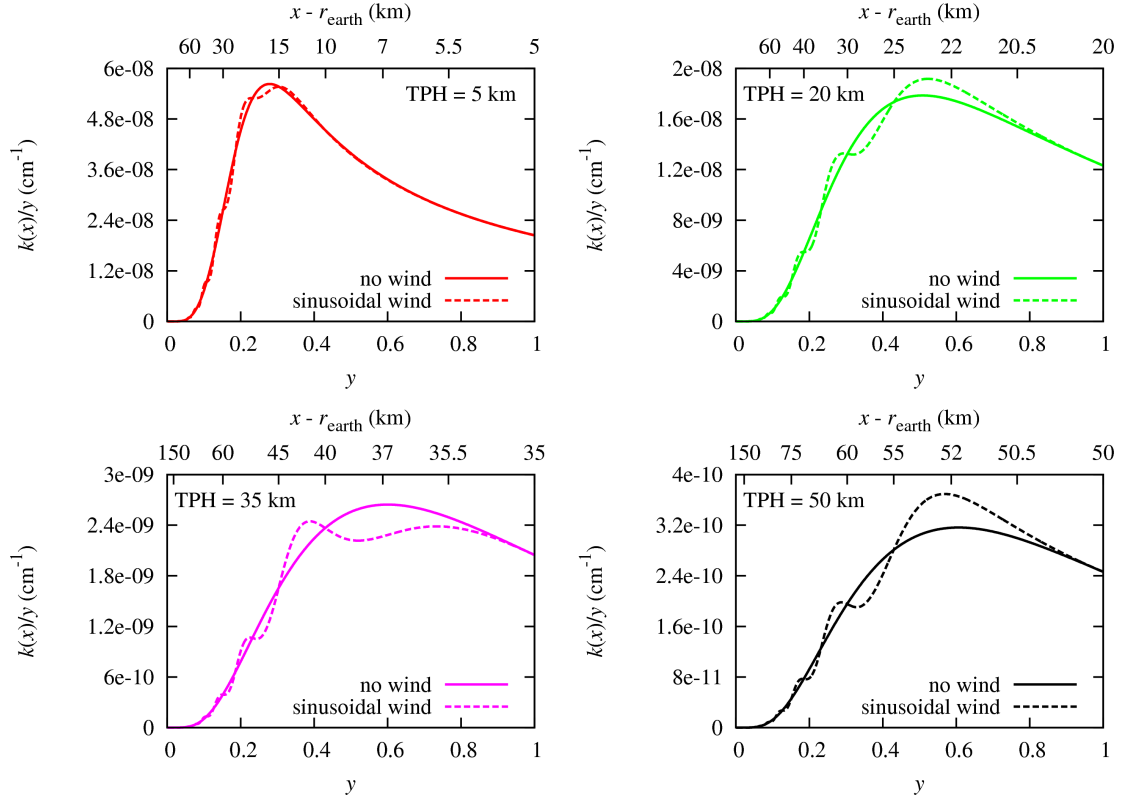 x - rearth (km)
60 30 15 10 7 5.5 5
6e-08
4.8e-08
3.6e-08
2.4e-08
1.2e-08
0
k(x)/y (cm-1)
TPH = 5 km
no wind
sinusoidal wind
0 0.2 0.4 0.6 0.8 1
y
x - rearth (km)
60 40 30 25 22 20.5 20
2e-08
1.6e-08
1.2e-08
8e-09
4e-09
0
k(x)/y (cm-1)
TPH = 20 km
no wind
sinusoidal wind
0 0.2 0.4 0.6 0.8 1
y
x - rearth (km)
150 60 45 40 37 35.5 35
3e-09
2.4e-09
1.8e-09
1.2e-09
6e-10
0
k(x)/y (cm-1)
TPH = 35 km
no wind
sinusoidal wind
0 0.2 0.4 0.6 0.8 1
y
x - rearth (km)
150 75 60 55 52 50.5 50
4e-10
3.2e-10
2.4e-10
1.6e-10
8e-11
0
k(x)/y (cm-1)
TPH = 50 km
no wind
sinusoidal wind
0 0.2 0.4 0.6 0.8 1
y